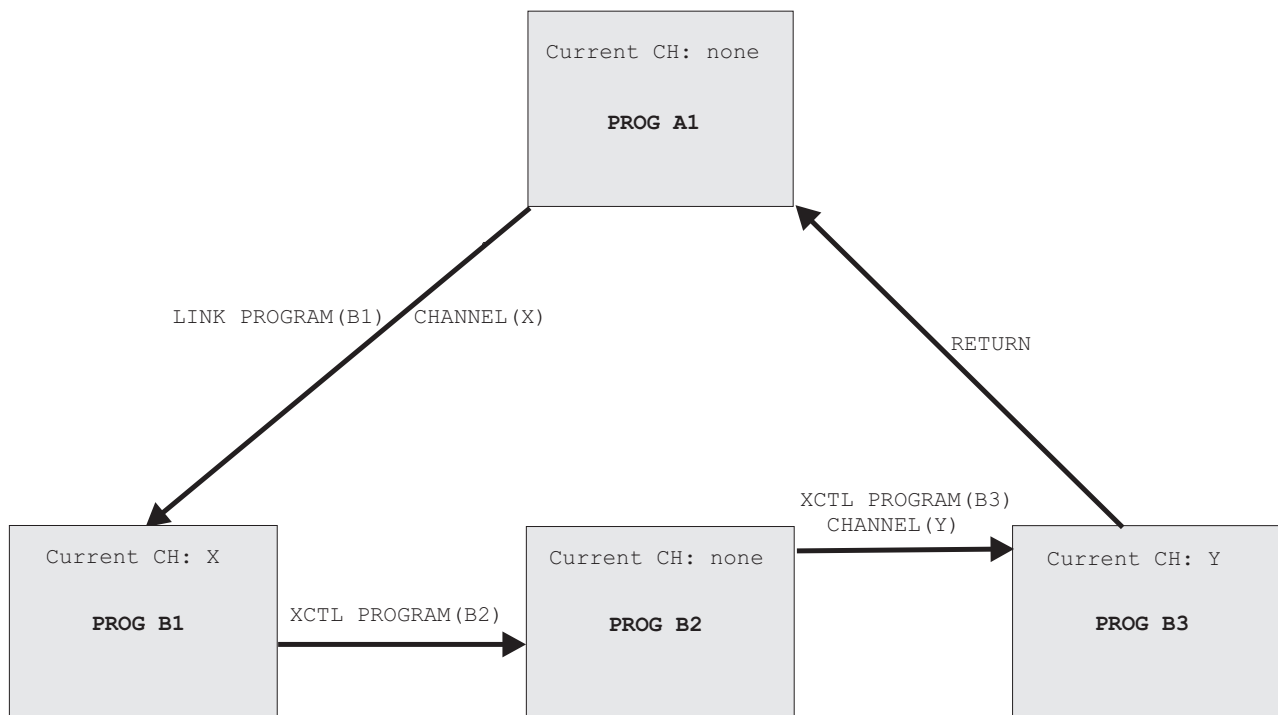 Current CH: none
PROG A1
LINK PROGRAM(B1) CHANNEL(X)
RETURN
XCTL PROGRAM(B3)
CHANNEL(Y)
Current CH: X
PROG B1
XCTL PROGRAM(B2)
Current CH: none
PROG B2
Current CH: Y
PROG B3